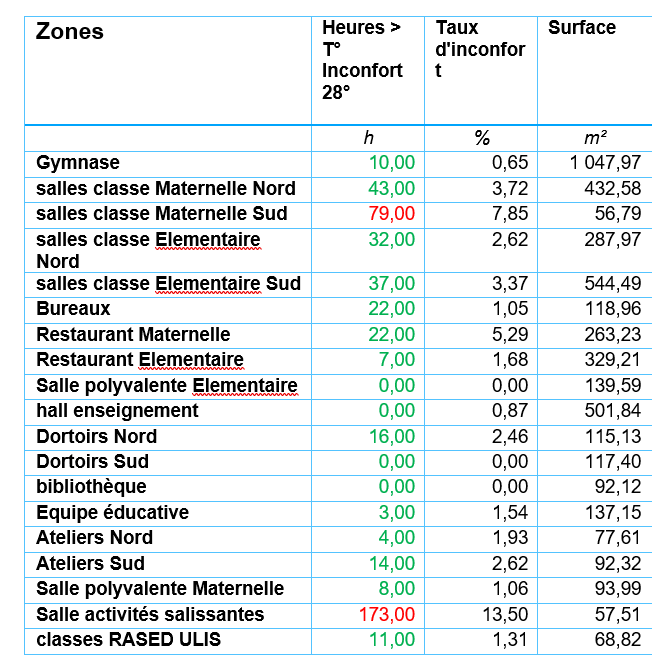 Zones Heures > Taux Surface
T° d'inconfor
Inconfort t
28°
h % m²
Gymnase 10,00 0,65 1 047,97
salles classe Maternelle Nord 43,00 3,72 432,58
salles classe Maternelle Sud 79,00 7,85 56,79
salles classe Elementaire 32,00 2,62 287,97
Nord
salles classe Elementaire Sud 37,00 3,37 544,49
Bureaux 22,00 1,05 118,96
Restaurant Maternelle 22,00 5,29 263,23
Restaurant Elementaire 7,00 1,68 329,21
Salle polyvalente Elementaire 0,00 0,00 139,59
hall enseignement 0,00 0,87 501,84
Dortoirs Nord 16,00 2,46 115,13
Dortoirs Sud 0,00 0,00 117,40
bibliothèque 0,00 0,00 92,12
Equipe éducative 3,00 1,54 137,15
Ateliers Nord 4,00 1,93 77,61
Ateliers Sud 14,00 2,62 92,32
Salle polyvalente Maternelle 8,00 1,06 93,99
Salle activités salissantes 173,00 13,50 57,51
classes RASED ULIS 11,00 1,31 68,82